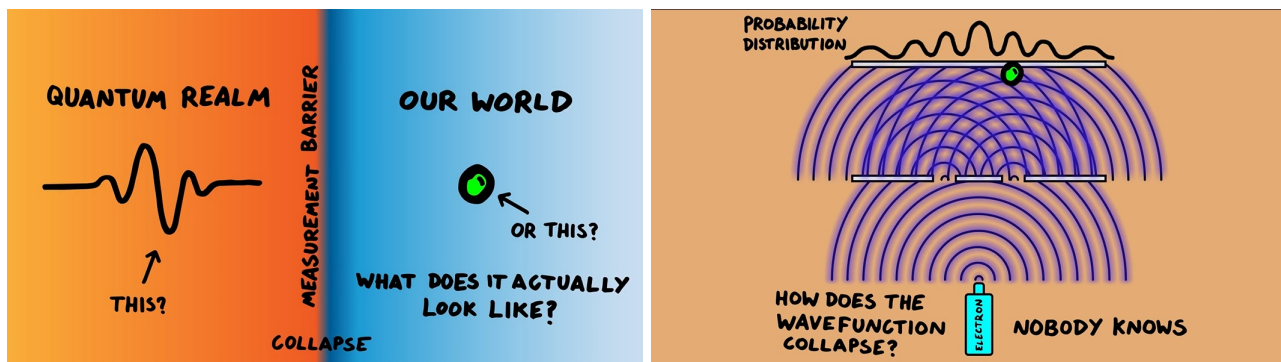 QUANTUM REALM
THIS?
MEASUREMENT BARRIER
COLLAPSE
OUR WORLD
OR THIS?
WHAT DOES IT ACTUALLY
LOOK LIKE?
PROBABILITY
DISTRIBUTION
HOW DOES THE
WAVEFUNCTION
COLLAPSE?
ELECTRON
NOBODY KNOWS